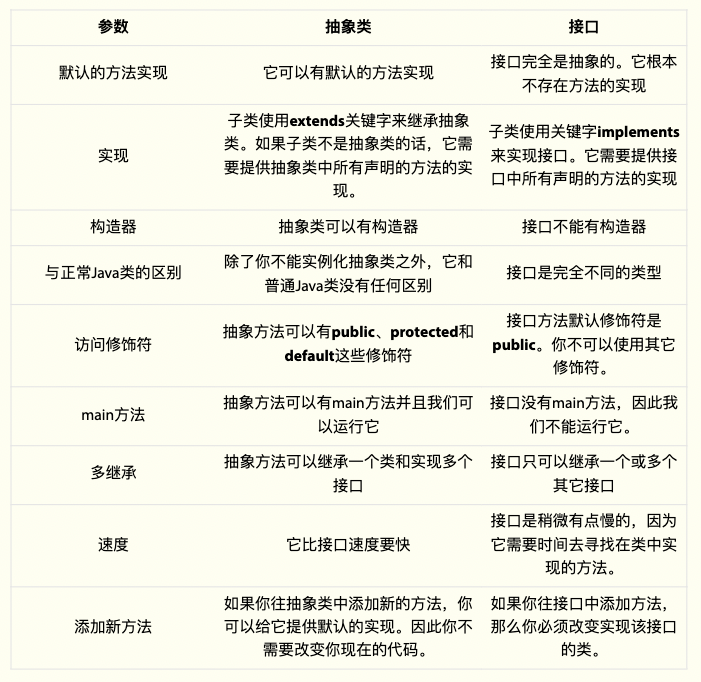 参数 抽象类 接口
默认的方法实现 它可以有默认的方法实现 接口完全是抽象的。它根本
不存在方法的实现
实现 子类使用extends关键字来继承抽象
类。如果子类不是抽象类的话，它需
要提供抽象类中所有声明的方法的实
现。
子类使用关键字implements
来实现接口。它需要提供接
口中所有声明的方法的实现
构造器 抽象类可以有构造器 接口不能有构造器
与正常Java类的区别 除了你不能实例化抽象类之外，它和
普通Java类没有任何区别
接口是完全不同的类型
访问修饰符 抽象方法可以有public、protected和
default这些修饰符
接口方法默认修饰符是
public。你不可以使用其它
修饰符。
main方法 抽象方法可以有main方法并且我们可
以运行它
接口没有main方法，因此我
们不能运行它。
多继承 抽象方法可以继承一个类和实现多个
接口
接口只可以继承一个或多个
其它接口
速度 它比接口速度要快 接口是稍微有点慢的，因为
它需要时间去寻找在类中实
现的方法。
添加新方法 如果你往抽象类中添加新的方法，你
可以给它提供默认的实现。因此你不
需要改变你现在的代码。
如果你往接口中添加方法，
那么你必须改变实现该接口
的类。